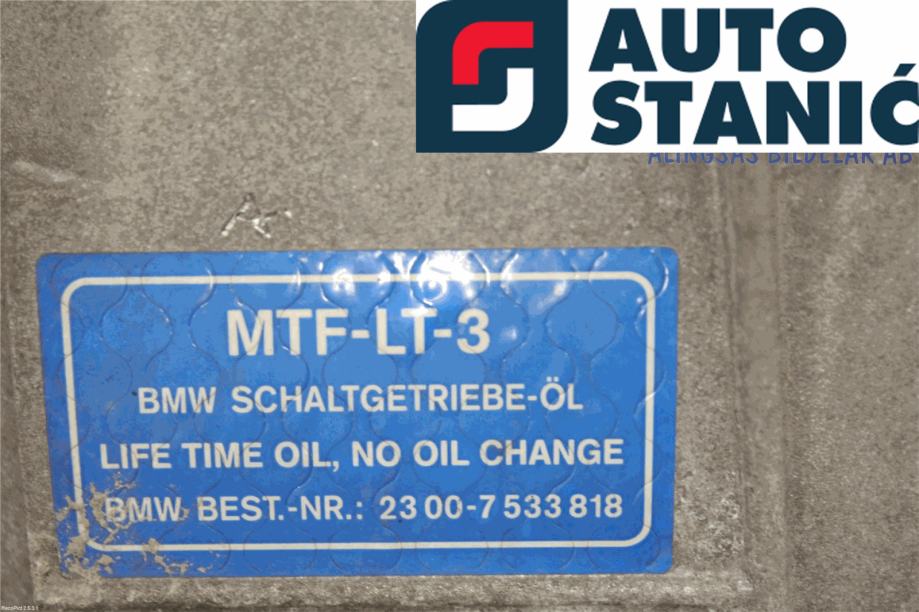 AUTO
STANIĆ
ALINGSÅS BILDELAR AB
MTF-LT-3
BMW SCHALTGETRIEBE-ÖL
LIFE TIME OIL, NO OIL CHANGE
BMW BEST.-NR.: 23 00-7 533 818